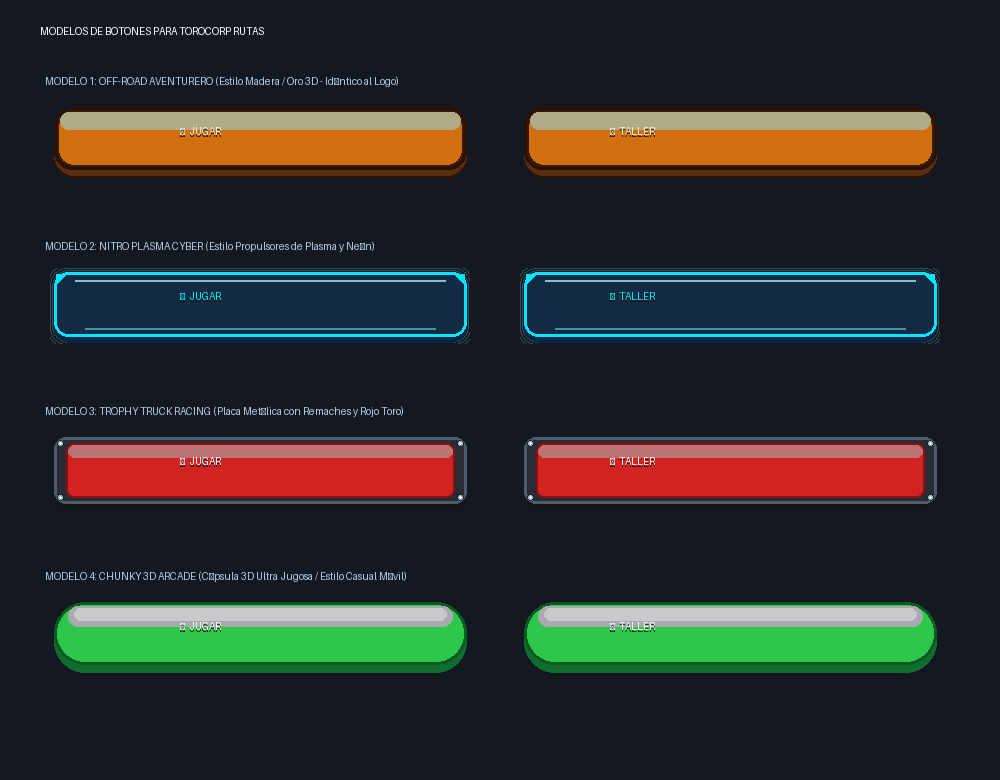 MODELOS DE BOTONES PARA TOROCORP RUTAS
MODELO 1: OFF-ROAD AVENTURERO (Estilo Madera / Oro 3D - Id▯ntico al Logo)
▯ JUGAR ▯ TALLER
MODELO 2: NITRO PLASMA CYBER (Estilo Propulsores de Plasma y Ne▯n)
▯ JUGAR ▯ TALLER
MODELO 3: TROPHY TRUCK RACING (Placa Met▯lica con Remaches y Rojo Toro)
▯ JUGAR ▯ TALLER
MODELO 4: CHUNKY 3D ARCADE (C▯psula 3D Ultra Jugosa / Estilo Casual M▯vil)
▯ JUGAR ▯ TALLER